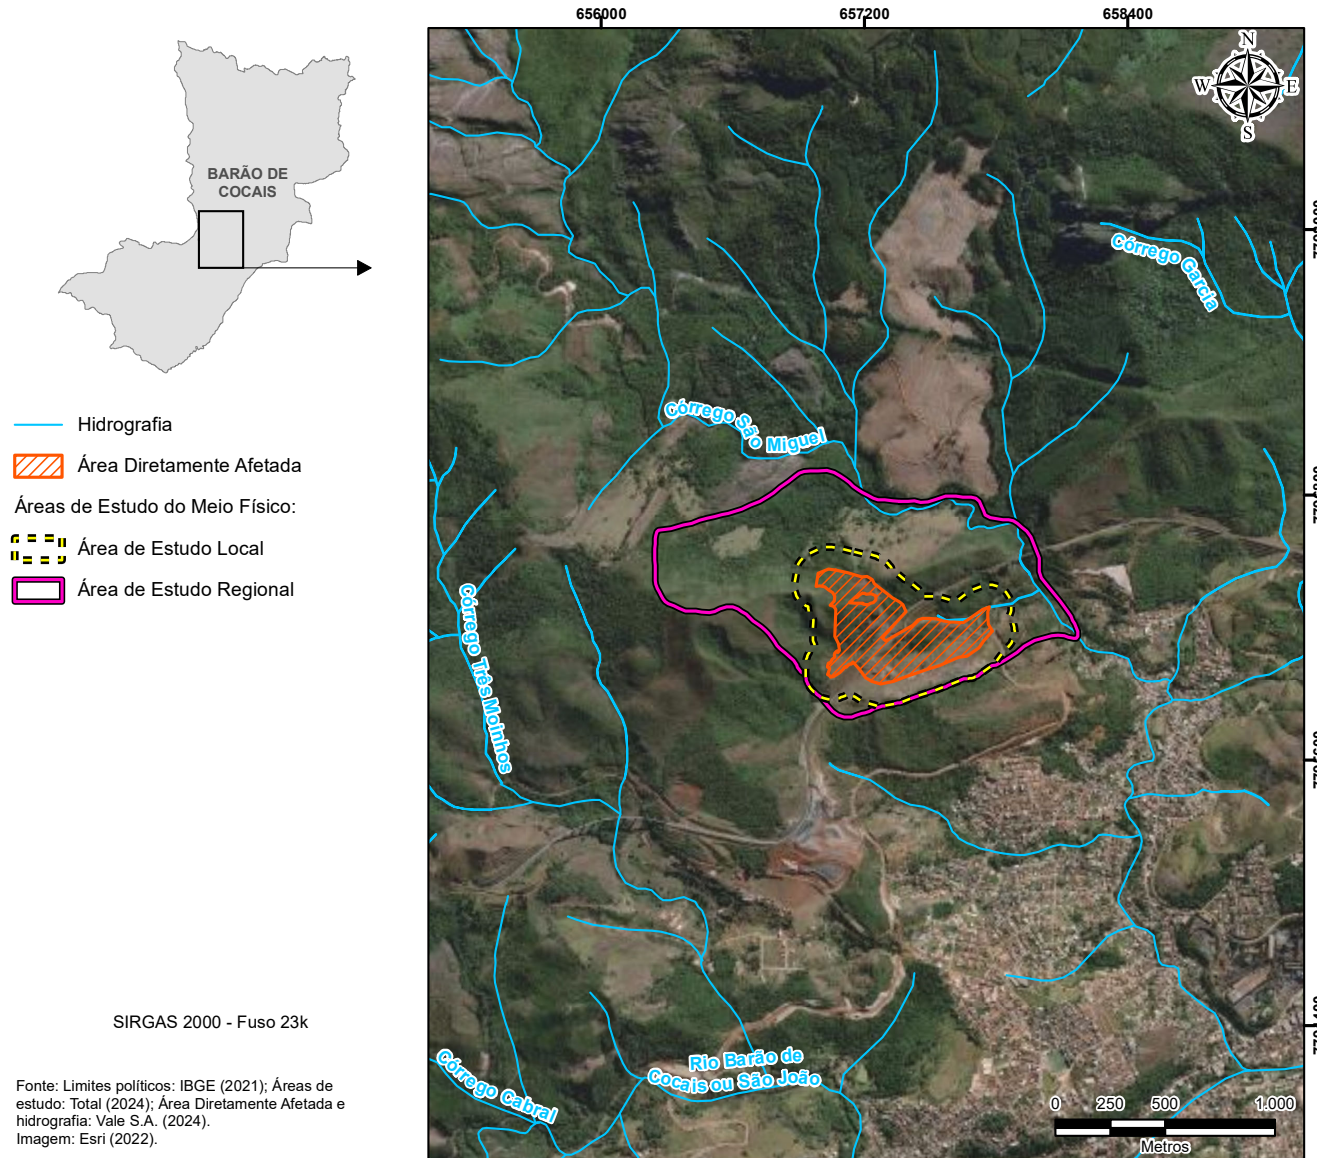 656000
657200
658400
N
W
E
S
BARÃO DE
COCAIS
Córrego Garcia
Córrego São Miguel
Hidrografia
Área Diretamente Afetada
Áreas de Estudo do Meio Físico:
Área de Estudo Local
Área de Estudo Regional
Córrego Três Moinhos
SIRGAS 2000 - Fuso 23k
Rio Barão de
Cocais ou São João
Córrego Cabral
Fonte: Limites políticos: IBGE (2021); Áreas de
estudo: Total (2024); Área Diretamente Afetada e
hidrografia: Vale S.A. (2024).
Imagem: Esri (2022).
0 250 500 1.000
Metros